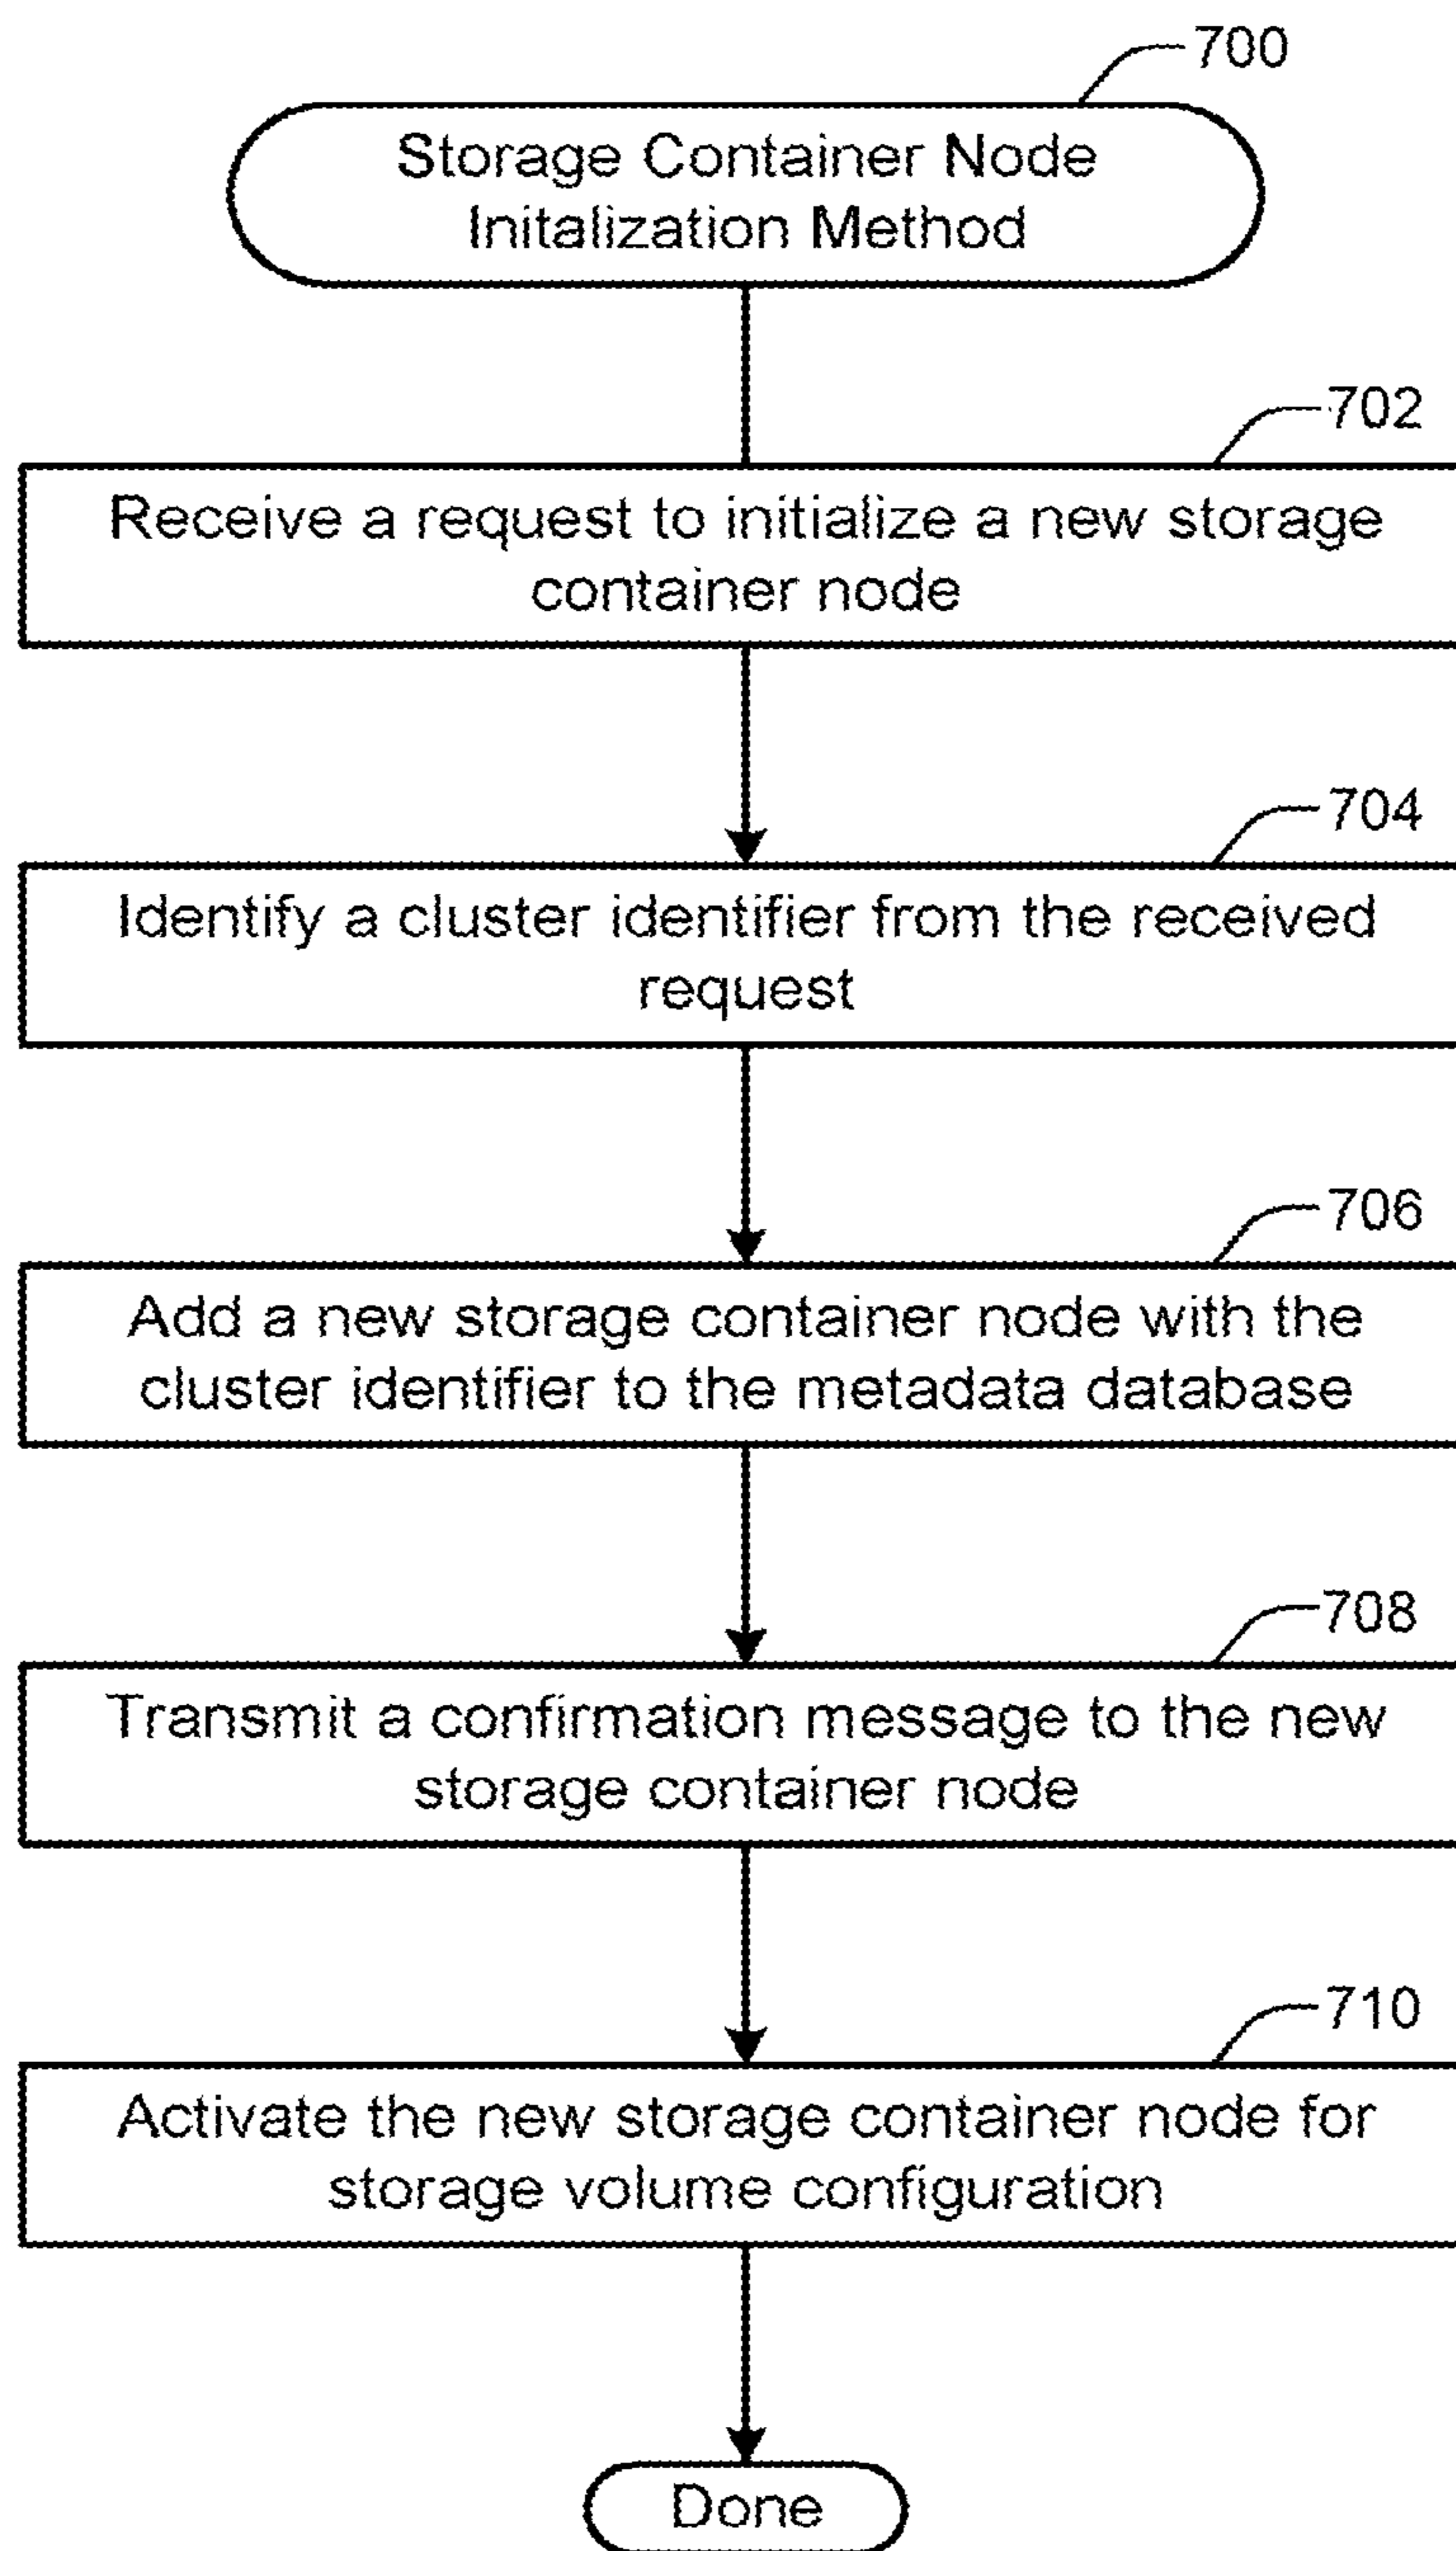 700
Storage Container Node
Initalization Method
702
Receive a request to initialize a new storage
container node
704
Identify a cluster identifier from the received
request
706
Add a new storage container node with the
cluster identifier to the metadata database
708
Transmit a confirmation message to the new
storage container node
710
Activate the new storage container node for
storage volume configuration
Done